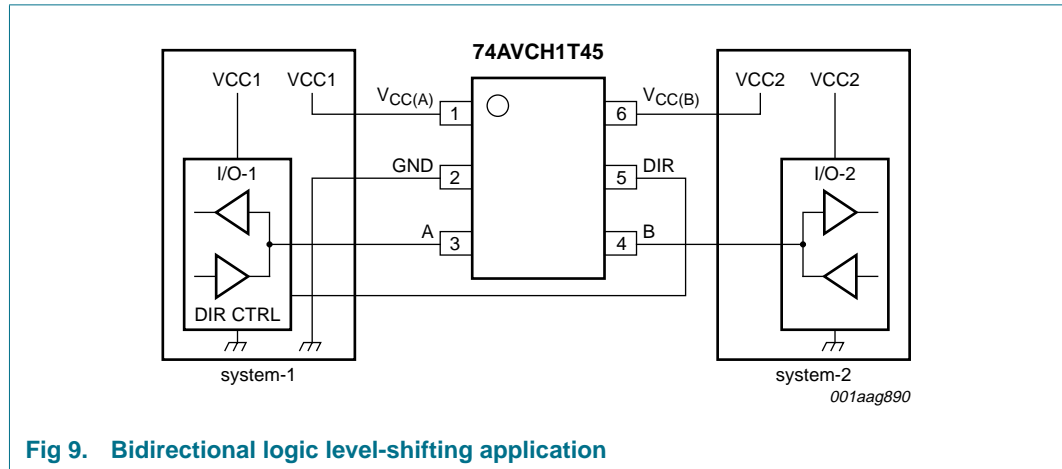 74AVCH1T45
VCC1 VCC1 VCC(A) 1 6 VCC(B) VCC2 VCC2
I/O-1 GND 2 5 DIR I/O-2
A 3 4 B
DIR CTRL
system-1 system-2
001aag890
Fig 9. Bidirectional logic level-shifting application